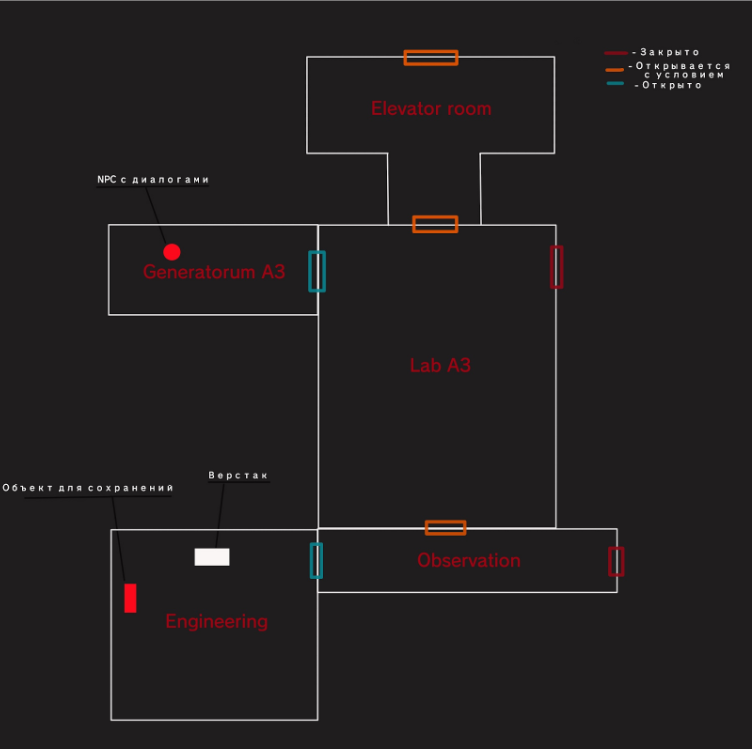 - Закрыто
- Открывается
с условием
- Открыто
Elevator room
NPC с диалогами
Generatorum A3
Lab A3
Верстак
Объект для сохранений
Observation
Engineering